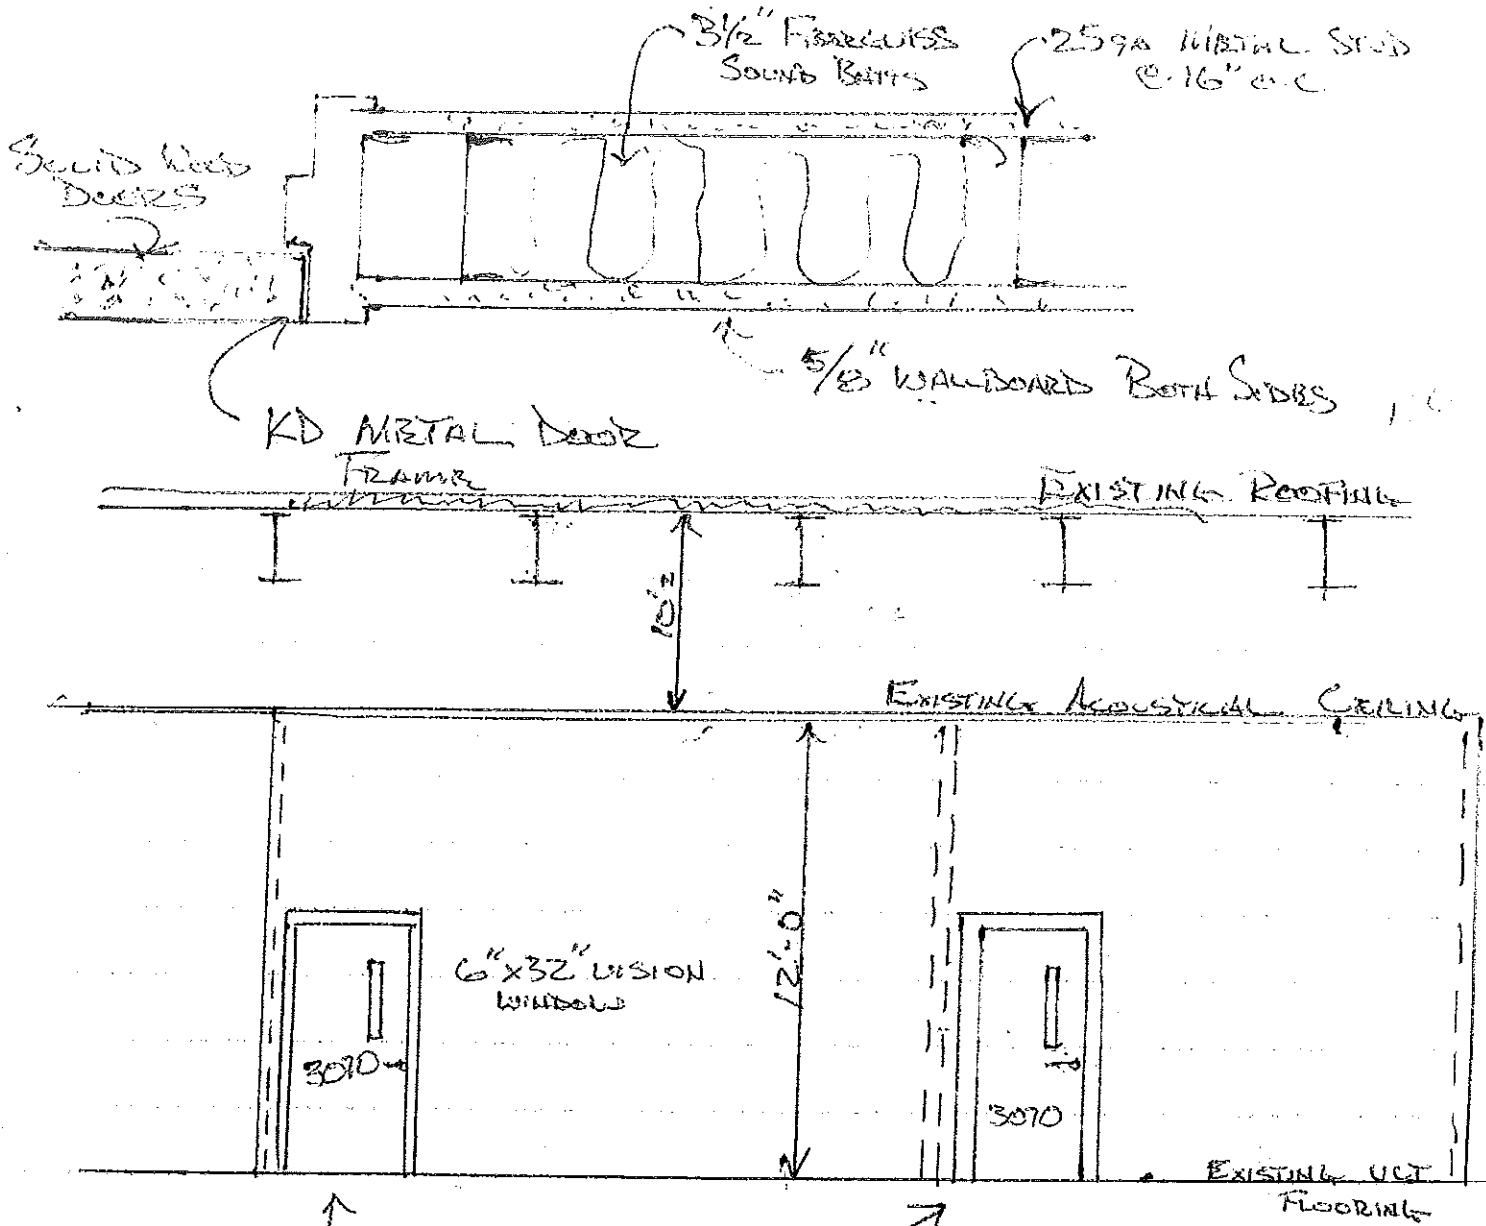 3½" FIBERGLASS
SOUND BATTS
25ga METAL STUD
@ 16" O.C.
SOLID WOOD
DOORS
5/8" WALLBOARD BOTH SIDES
KD METAL DOOR
FRAME
EXISTING ROOFING
10'±
EXISTING ACOUSTICAL CEILING
6"x32" VISION
WINDOW
12'-0"
3070
3070
EXISTING VCT
FLOORING